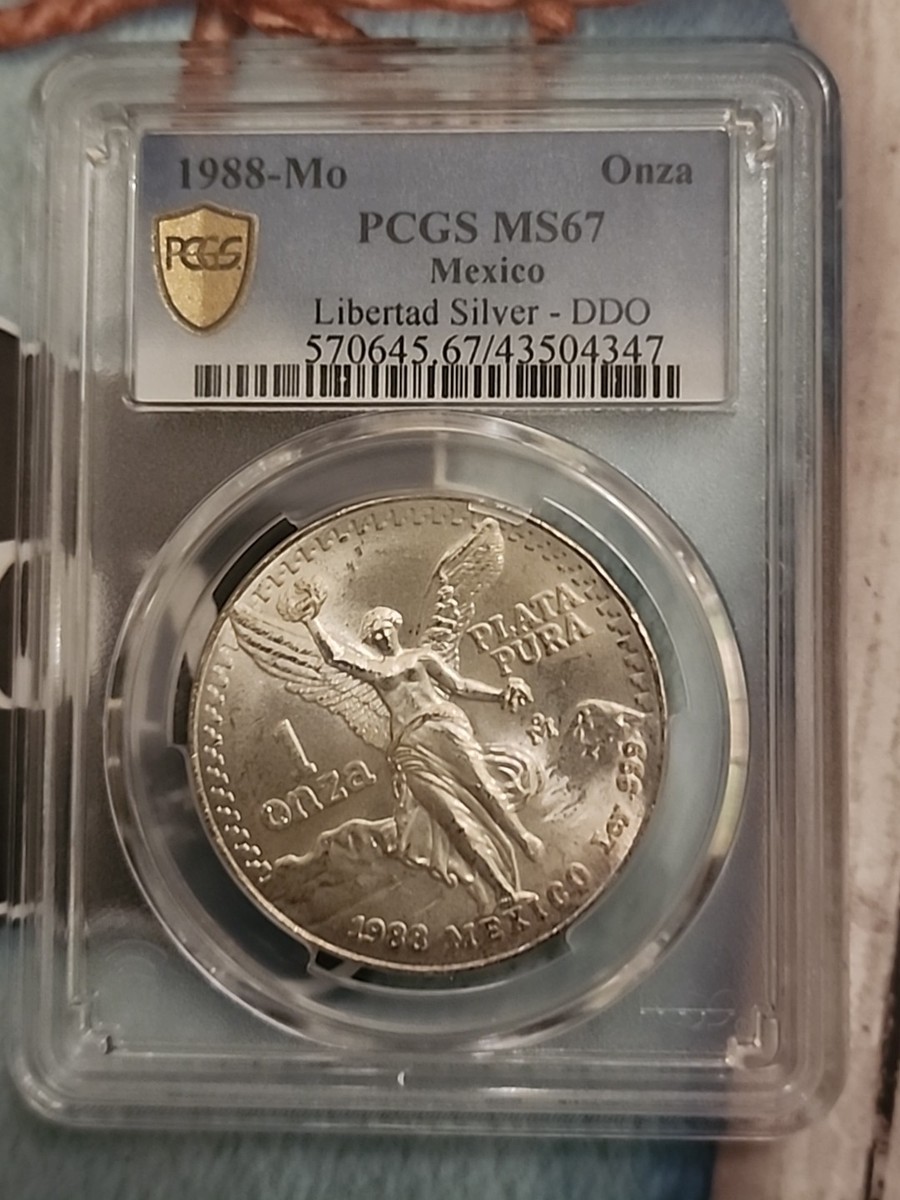 1988-Mo Onza
PCGS
PCGS MS67
Mexico
Libertad Silver - DDO
570645.67/43504347
PLATA
PURA
1
onza
Mo
1988 MEXICO Ley .999